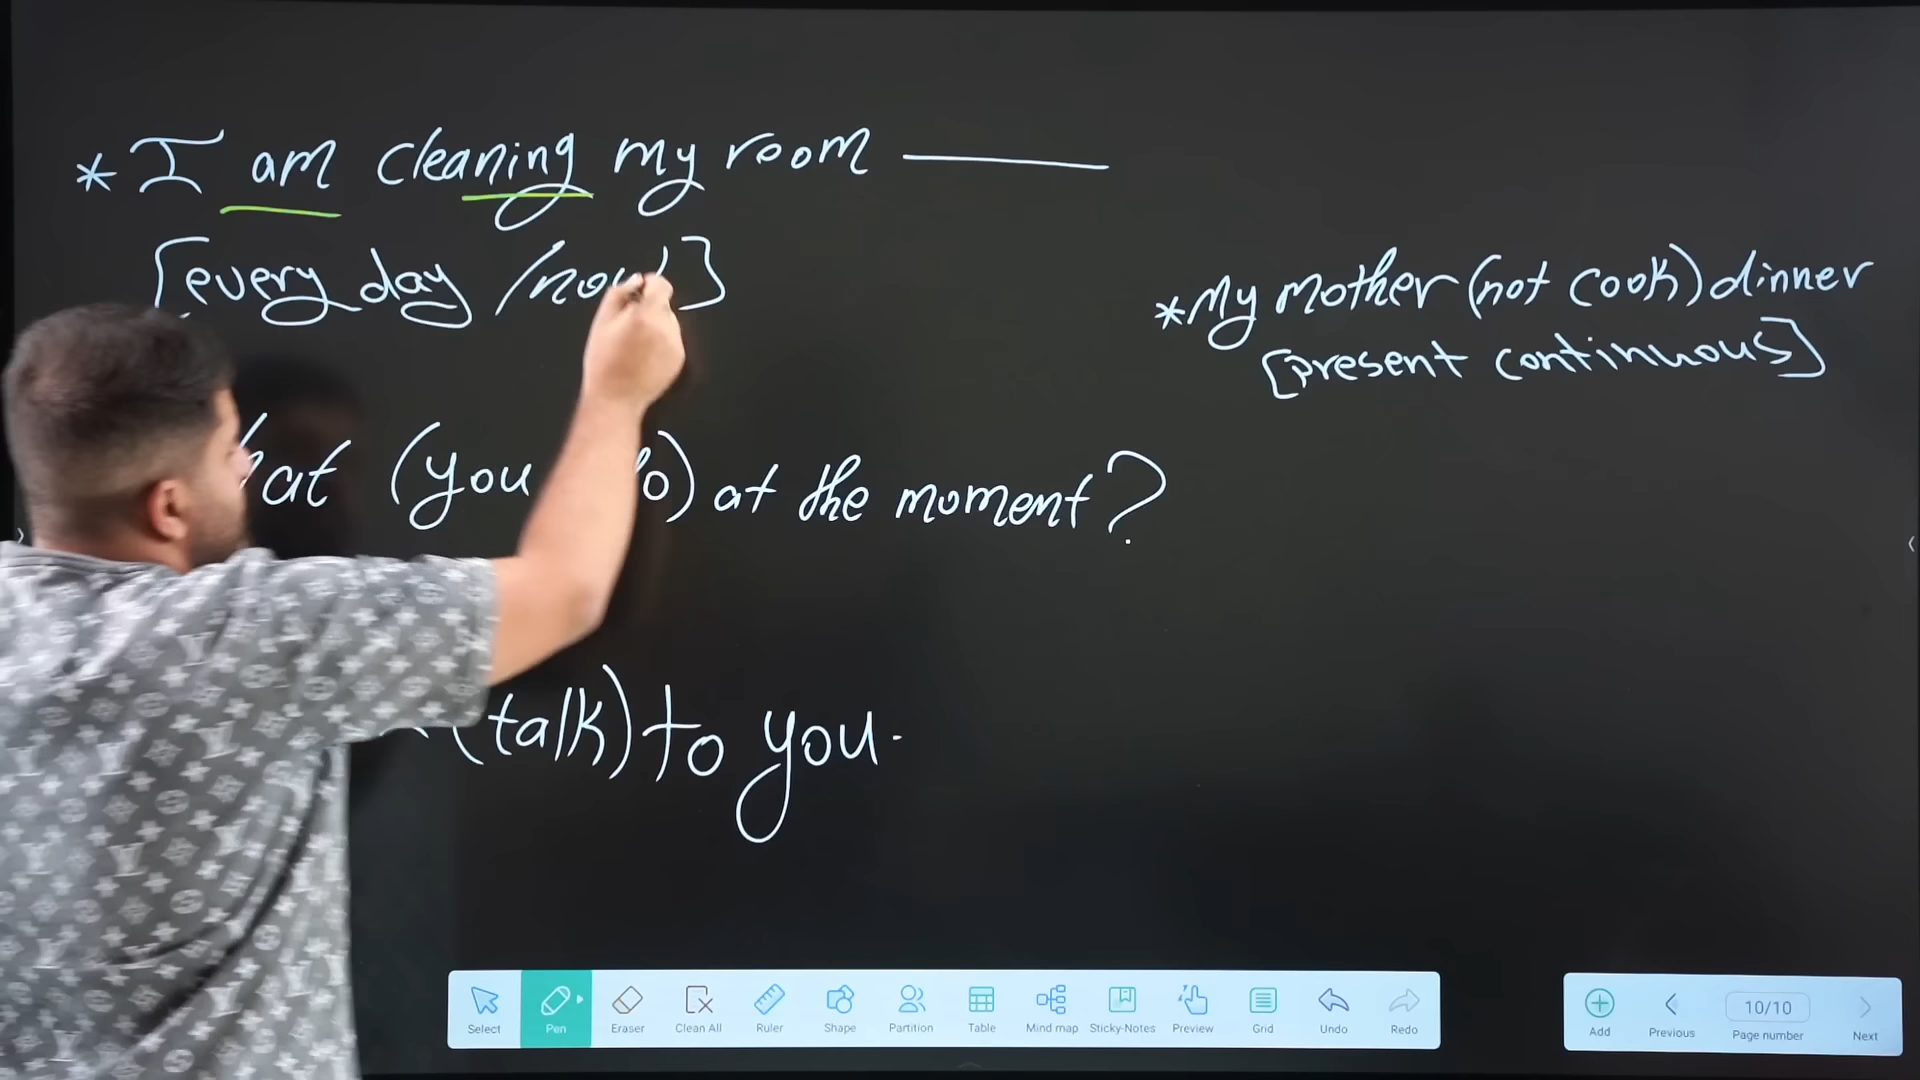 * I am cleaning my room ———
[every day / now]
at (you do) at the moment?
(talk) to you.
* My mother (not cook) dinner
[present continuous]
Select Pen Eraser Clean All Ruler Shape Partition Table Mind map Sticky-Notes Preview Grid Undo Redo
Add Previous 10/10 Page number Next